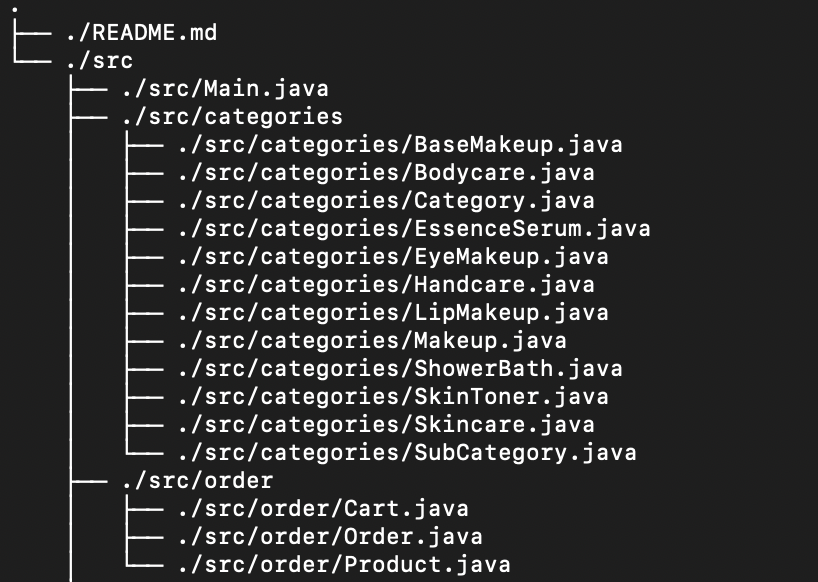 .
├── ./README.md
└── ./src
    ├── ./src/Main.java
    ├── ./src/categories
    │   ├── ./src/categories/BaseMakeup.java
    │   ├── ./src/categories/Bodycare.java
    │   ├── ./src/categories/Category.java
    │   ├── ./src/categories/EssenceSerum.java
    │   ├── ./src/categories/EyeMakeup.java
    │   ├── ./src/categories/Handcare.java
    │   ├── ./src/categories/LipMakeup.java
    │   ├── ./src/categories/Makeup.java
    │   ├── ./src/categories/ShowerBath.java
    │   ├── ./src/categories/SkinToner.java
    │   ├── ./src/categories/Skincare.java
    │   └── ./src/categories/SubCategory.java
    ├── ./src/order
    │   ├── ./src/order/Cart.java
    │   ├── ./src/order/Order.java
    │   └── ./src/order/Product.java